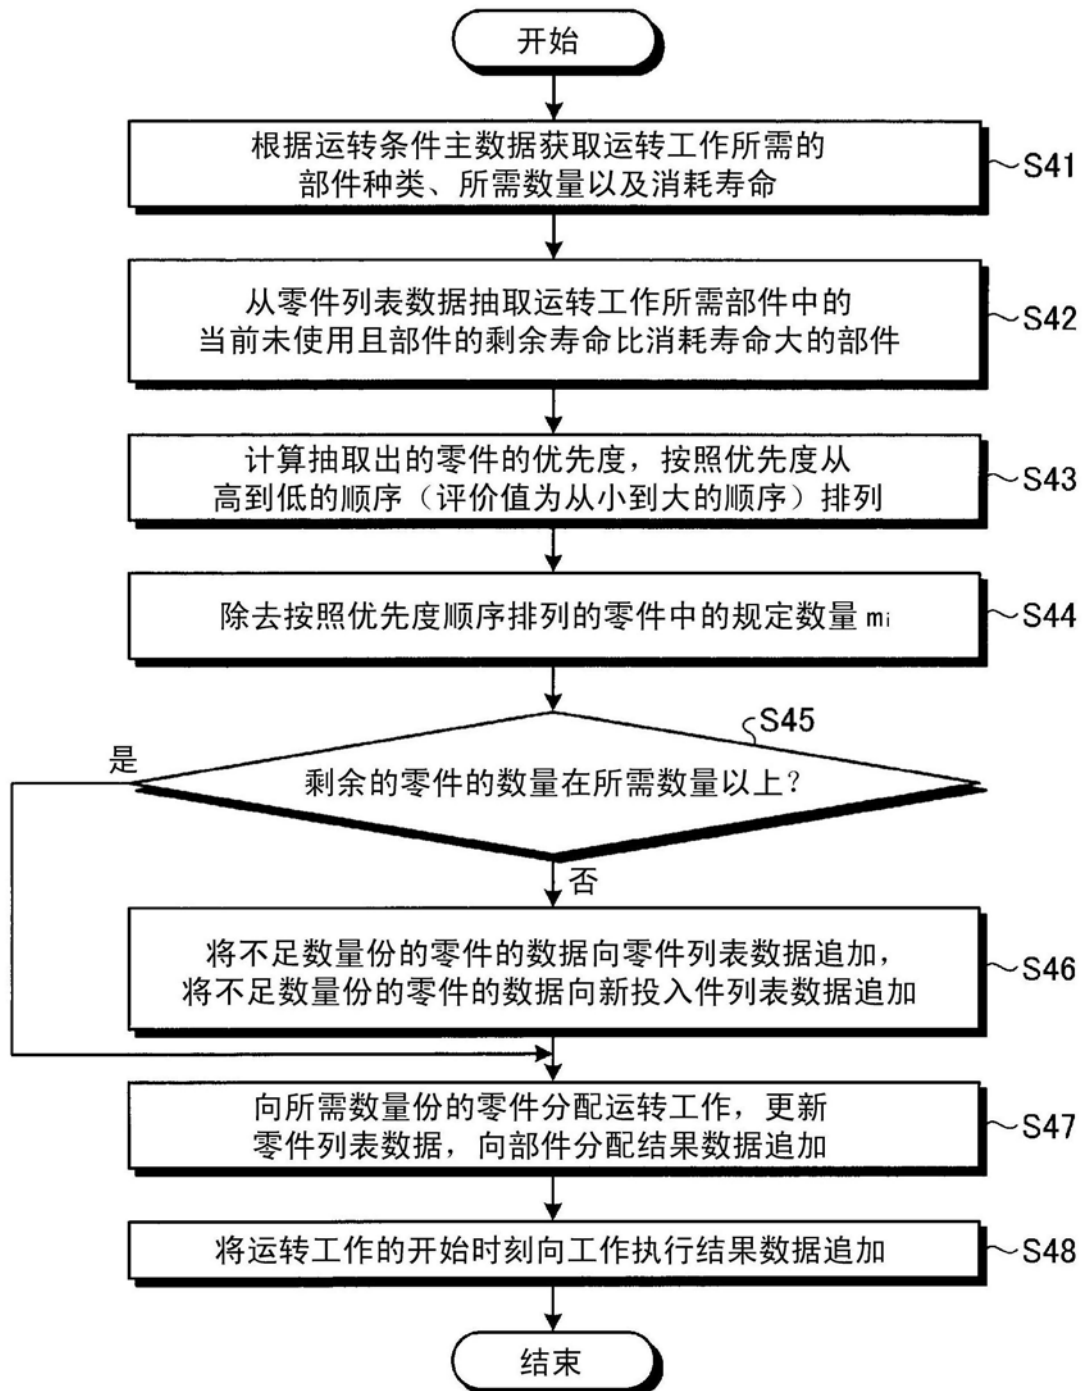 开始
根据运转条件主数据获取运转工作所需的
部件种类、所需数量以及消耗寿命
S41
从零件列表数据抽取运转工作所需部件中的
当前未使用且部件的剩余寿命比消耗寿命大的部件
S42
计算抽取出的零件的优先度，按照优先度从
高到低的顺序（评价值为从小到大的顺序）排列
S43
除去按照优先度顺序排列的零件中的规定数量 mi
S44
S45
是
剩余的零件的数量在所需数量以上？
否
将不足数量份的零件的数据向零件列表数据追加，
将不足数量份的零件的数据向新投入件列表数据追加
S46
向所需数量份的零件分配运转工作，更新
零件列表数据，向部件分配结果数据追加
S47
将运转工作的开始时刻向工作执行结果数据追加
S48
结束